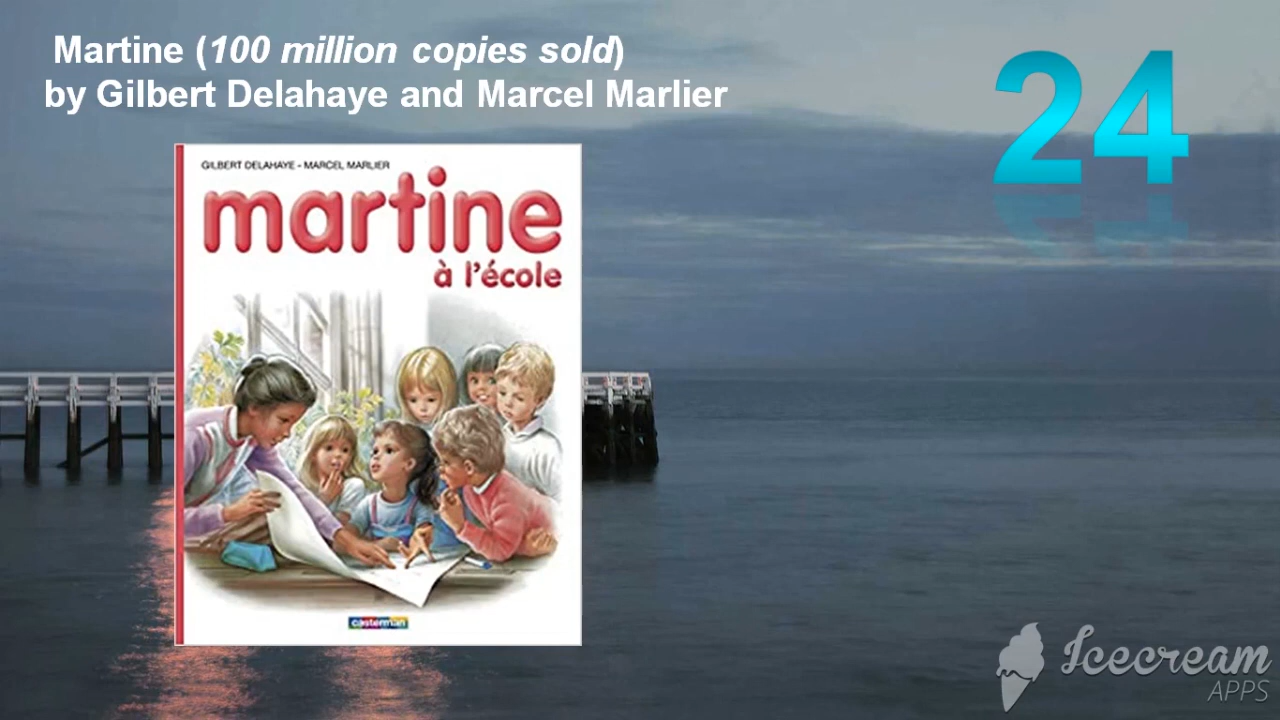 Martine (100 million copies sold)
by Gilbert Delahaye and Marcel Marlier
24
GILBERT DELAHAYE - MARCEL MARLIER
martine
à l'école
casterman
Icecream
APPS